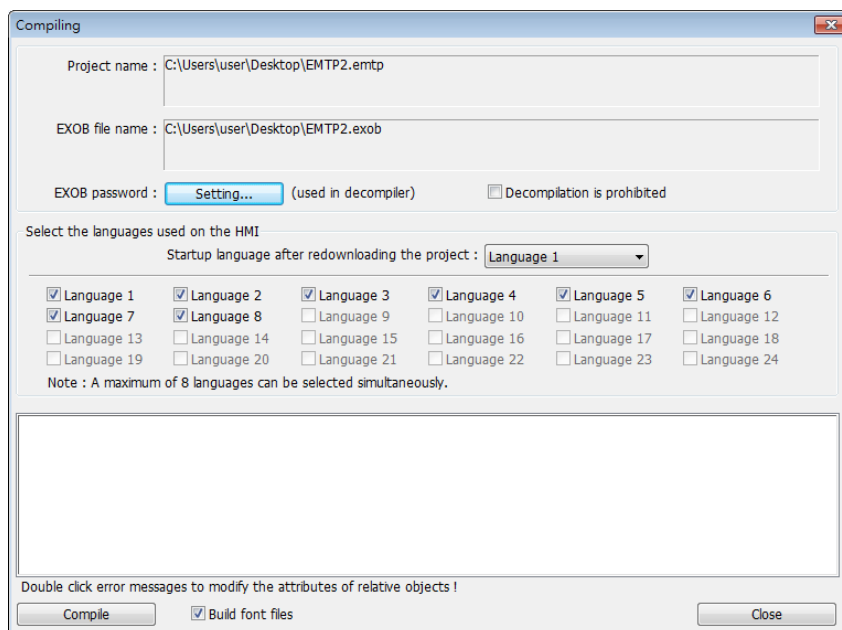 Compiling
Project name : C:\Users\user\Desktop\EMTP2.emtp
EXOB file name : C:\Users\user\Desktop\EMTP2.exob
EXOB password : Setting... (used in decompiler) Decompilation is prohibited
Select the languages used on the HMI
Startup language after redownloading the project : Language 1
Language 1 Language 2 Language 3 Language 4 Language 5 Language 6
Language 7 Language 8 Language 9 Language 10 Language 11 Language 12
Language 13 Language 14 Language 15 Language 16 Language 17 Language 18
Language 19 Language 20 Language 21 Language 22 Language 23 Language 24
Note : A maximum of 8 languages can be selected simultaneously.
Double click error messages to modify the attributes of relative objects !
Compile Build font files Close